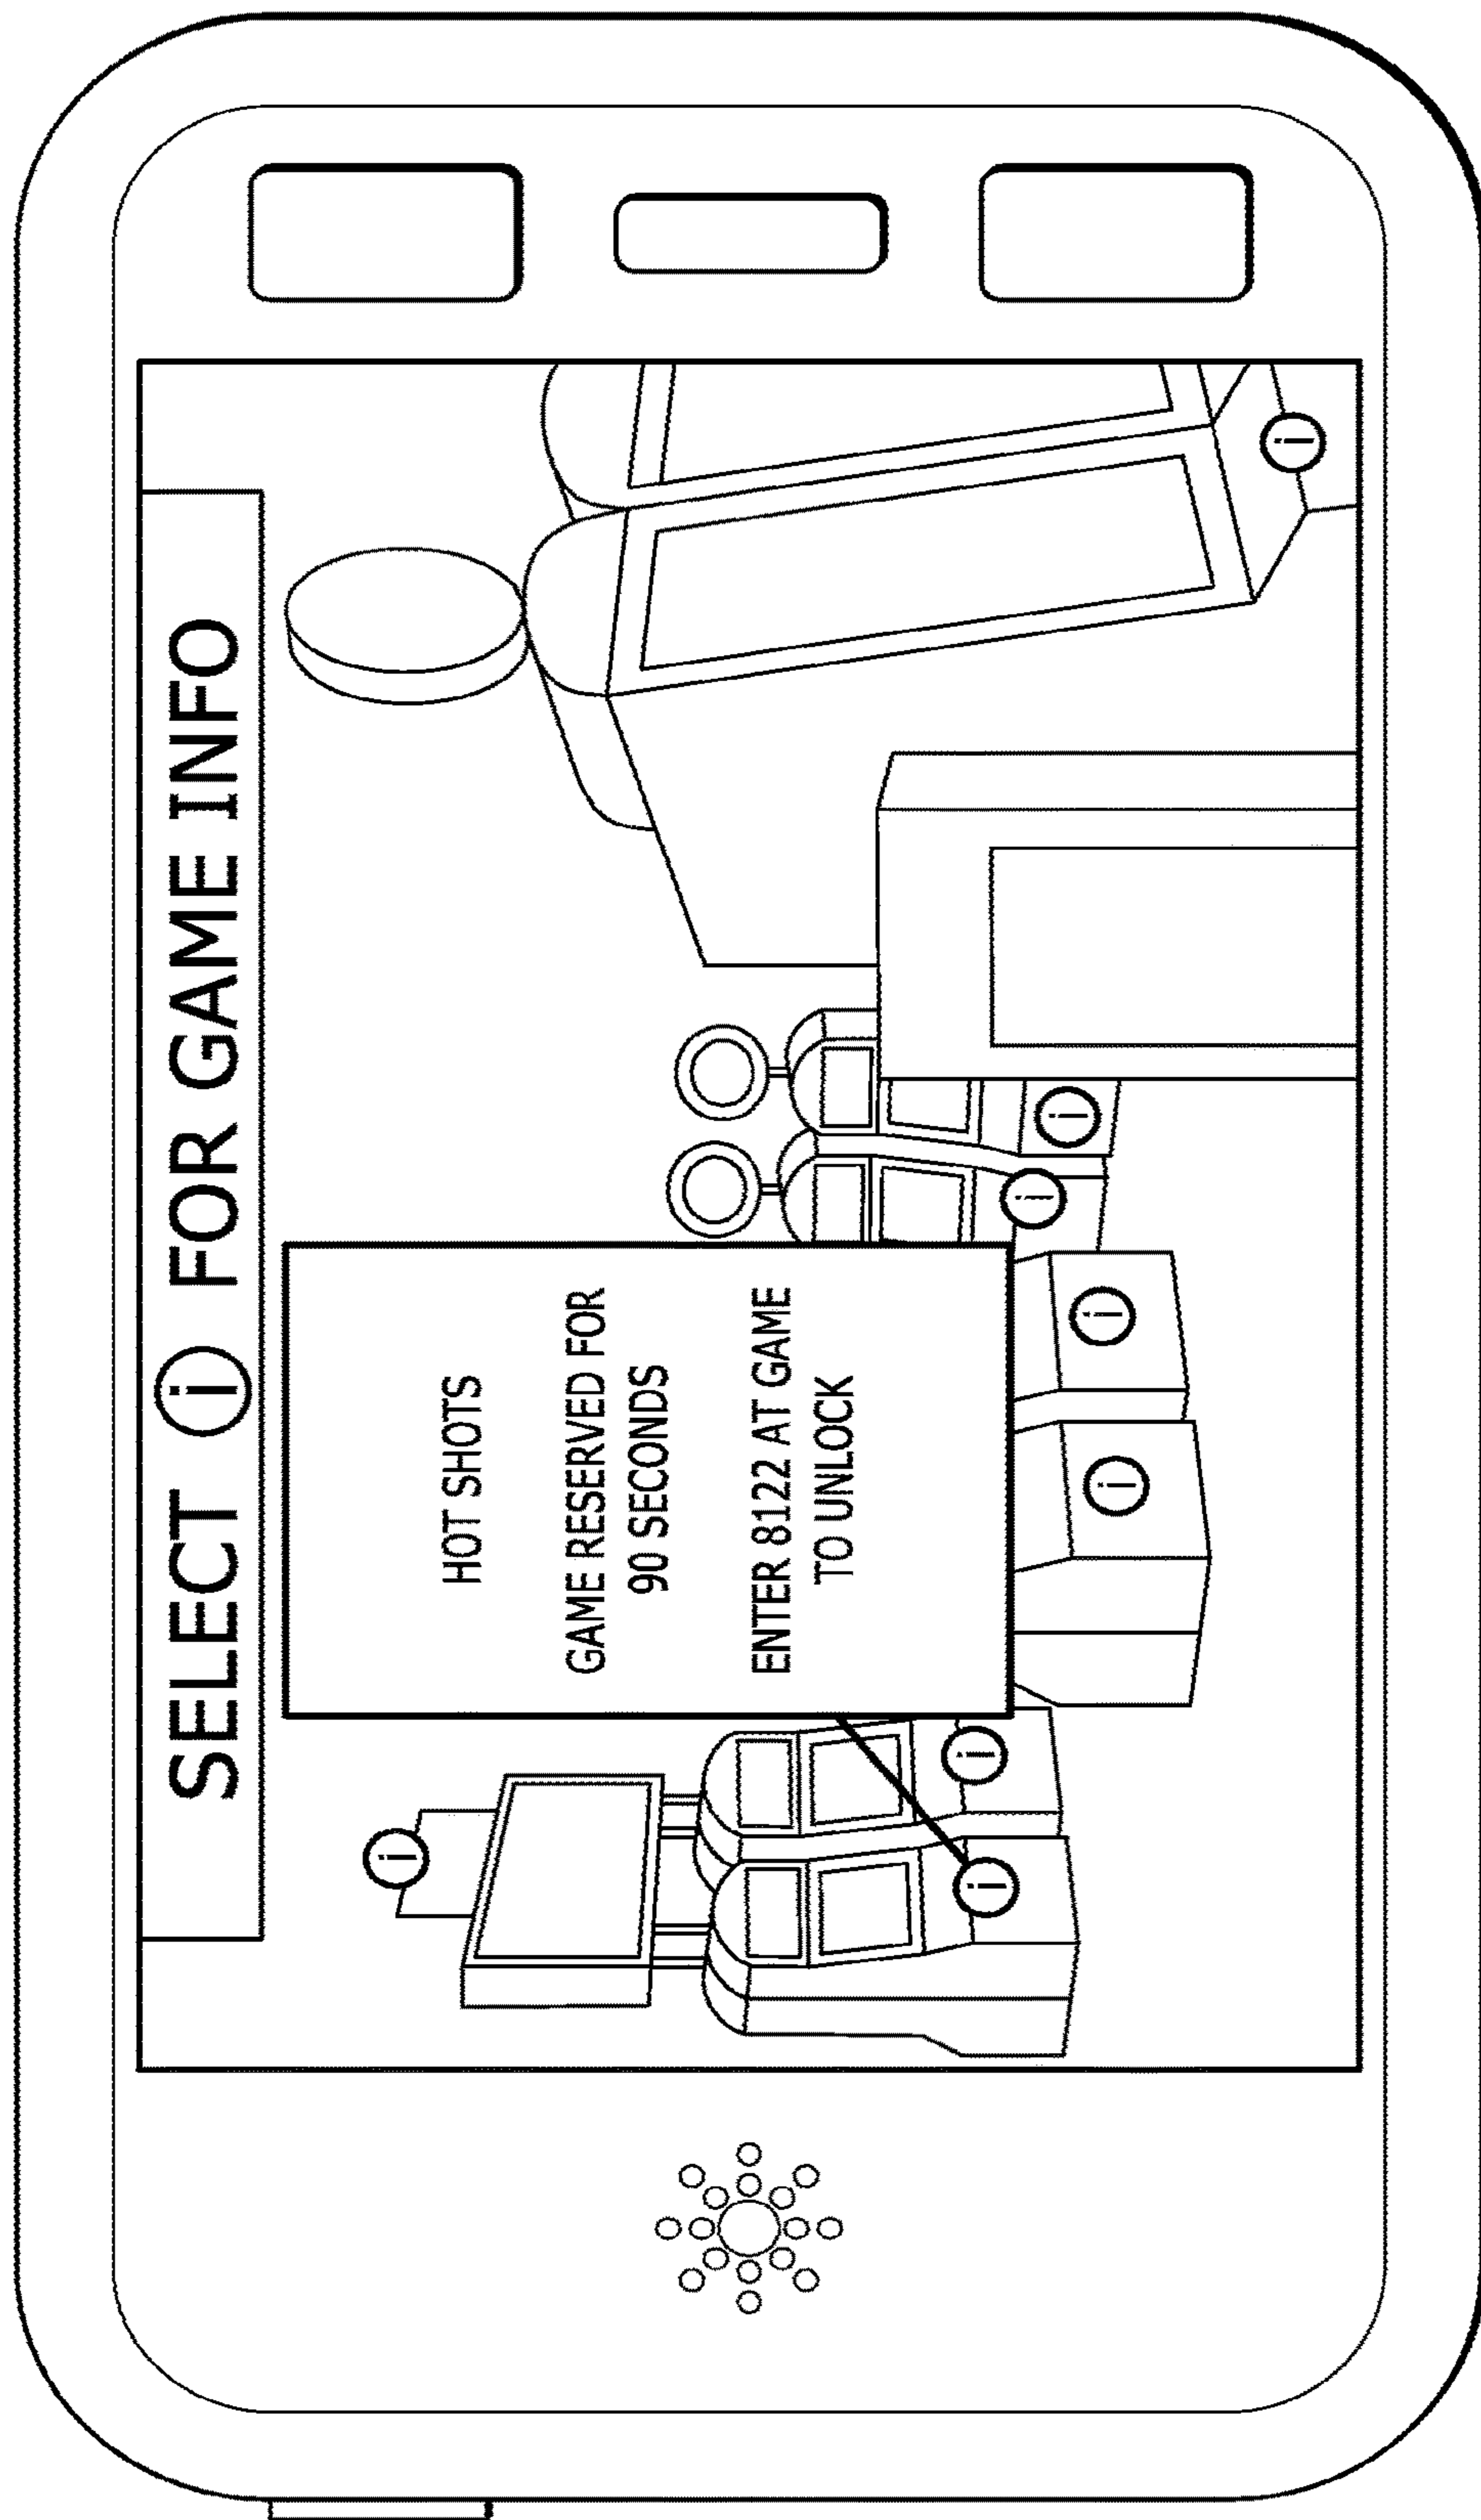 SELECT i FOR GAME INFO
HOT SHOTS
GAME RESERVED FOR
90 SECONDS
ENTER 8122 AT GAME
TO UNLOCK
i
i
i
i
i
i
i
i